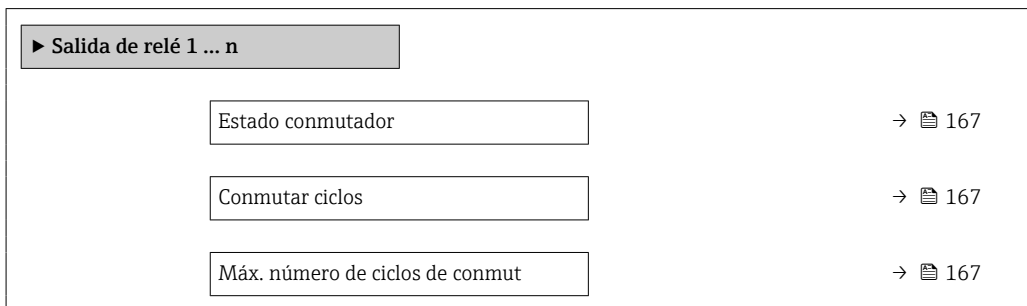 ▶ Salida de relé 1 ... n
Estado conmutador → 167
Conmutar ciclos → 167
Máx. número de ciclos de conmut → 167